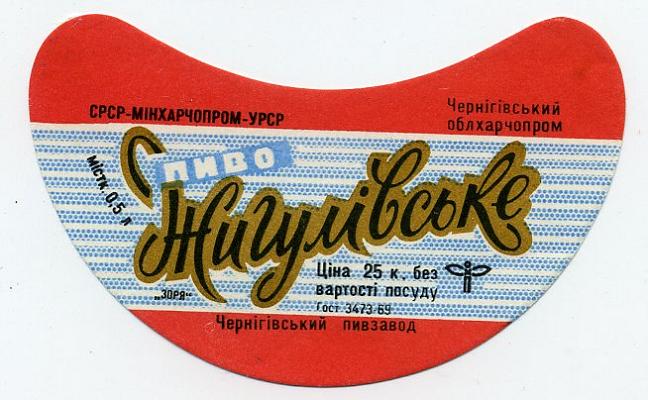 СРСР-МІНХАРЧОПРОМ-УРСР
Чернігівський
облхарчопром
ПИВО
містк. 0,5 л
Жигулівське
Ціна 25 к. без
вартості посуду
„ЗОРЯ“
Гост 3473-69
Чернігівський пивзавод